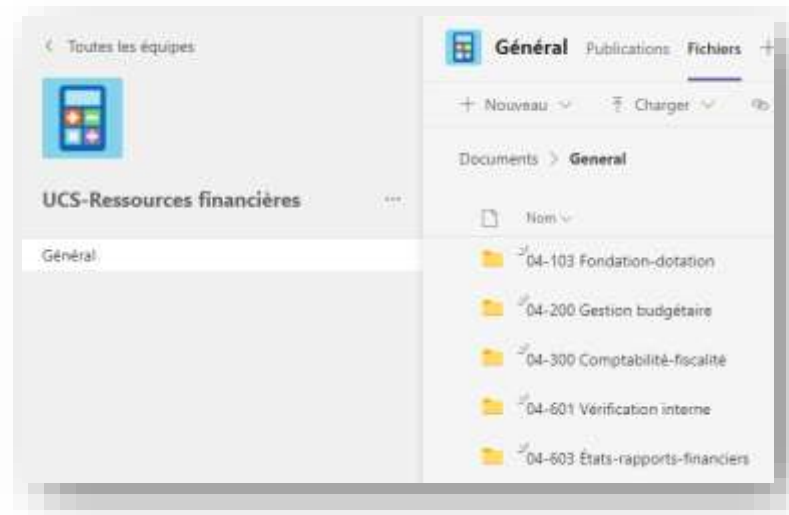 Toutes les équipes
UCS-Ressources financières ...
Général
Général Publications Fichiers +
+ Nouveau Charger
Documents > General
Nom
04-103 Fondation-dotation
04-200 Gestion budgétaire
04-300 Comptabilité-fiscalité
04-601 Vérification interne
04-603 États-rapports-financiers